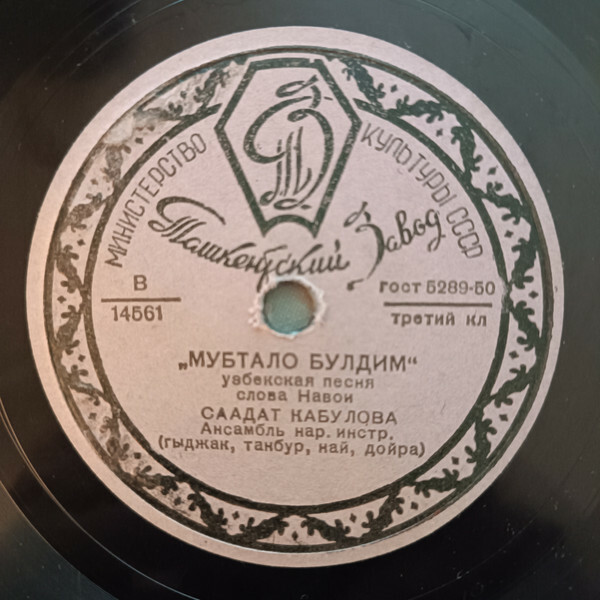 МИНИСТЕРСТВО КУЛЬТУРЫ СССР
Ташкентский Завод
В
14561
ГОСТ 5289-50
третий кл
„МУБТАЛО БУЛДИМ“
узбекская песня
слова Навои
СААДАТ КАБУЛОВА
Ансамбль нар. инстр.
(гыджак, танбур, най, дойра)